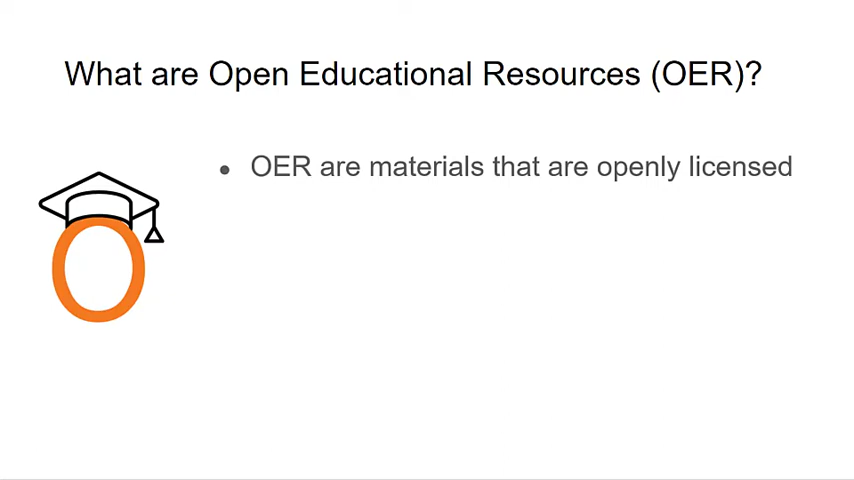 What are Open Educational Resources (OER)?
● OER are materials that are openly licensed